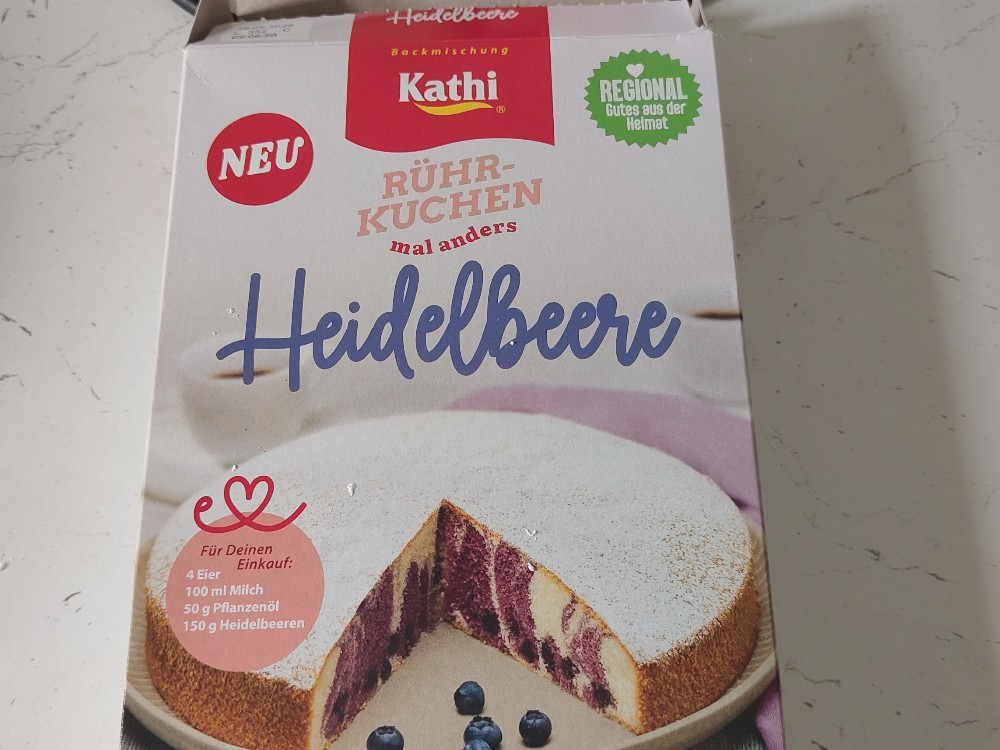 Heidelbeere
Backmischung
Kathi
®
REGIONAL
Gutes aus der
Heimat
NEU
RÜHR-
KUCHEN
mal anders
Heidelbeere
Für Deinen
Einkauf:
4 Eier
100 ml Milch
50 g Pflanzenöl
150 g Heidelbeeren